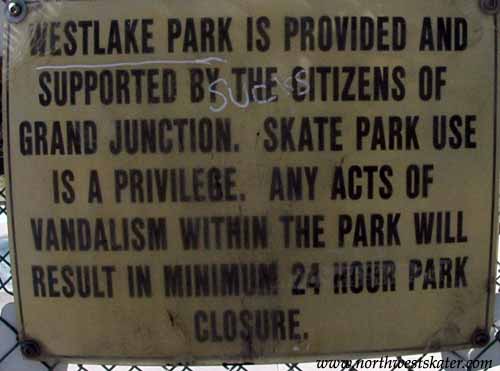 WESTLAKE PARK IS PROVIDED AND
SUPPORTED BY THE CITIZENS OF
SUCKS
GRAND JUNCTION. SKATE PARK USE
IS A PRIVILEGE. ANY ACTS OF
VANDALISM WITHIN THE PARK WILL
RESULT IN MINIMUM 24 HOUR PARK
CLOSURE.
www.northwestskater.com